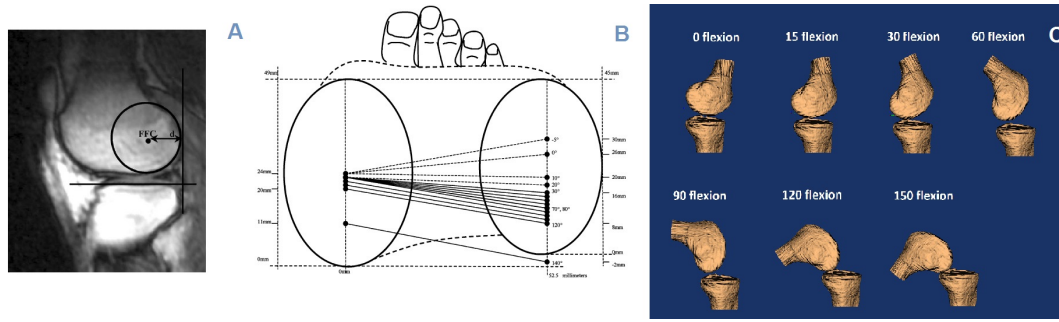 A
FFC
d
B
49mm
45mm
-5°
30mm
0°
26mm
24mm
10°
20mm
20°
20mm
30°
16mm
70°, 80°
11mm
120°
8mm
0mm
0mm
140°
-2mm
0mm
52.5 millimeters
C
0 flexion
15 flexion
30 flexion
60 flexion
90 flexion
120 flexion
150 flexion